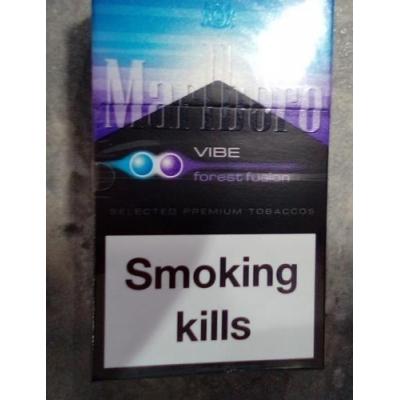 Marlboro
VIBE
forest fusion
SELECTED PREMIUM TOBACCOS
Smoking
kills